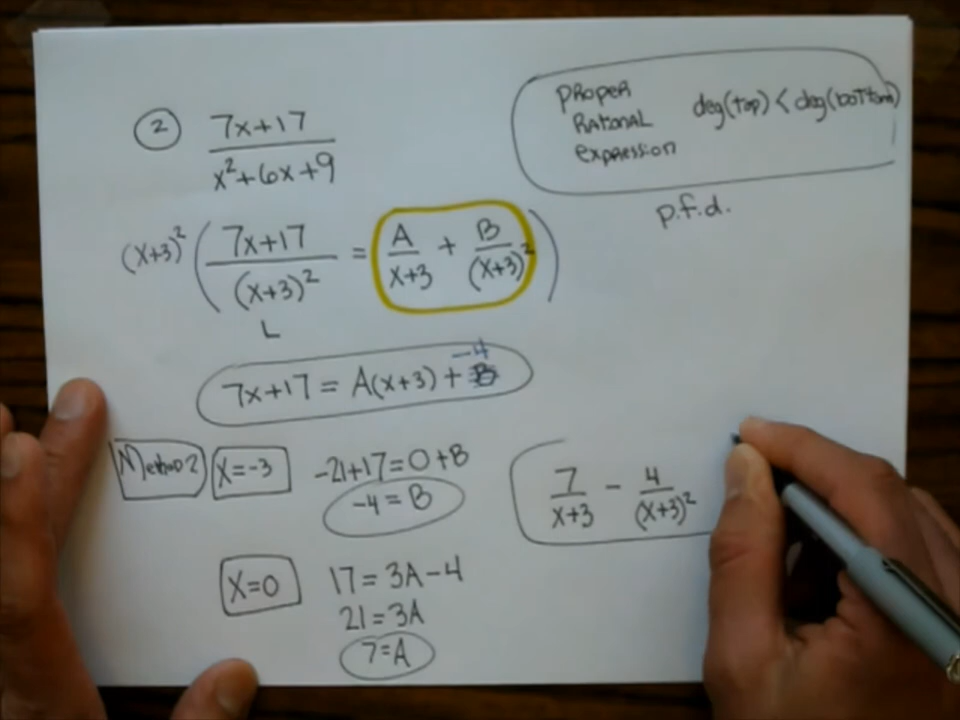 ② (7x+17)/(x²+6x+9)
PROPER
RATIONAL
expression
deg(top) < deg(bottom)
p.f.d.
(x+3)² ( (7x+17)/(x+3)² = A/(x+3) + B/(x+3)² )
L
7x+17 = A(x+3) + -4
Method 2
x=-3
-21+17=0+B
-4=B
7/(x+3) - 4/(x+3)²
x=0
17=3A-4
21=3A
7=A